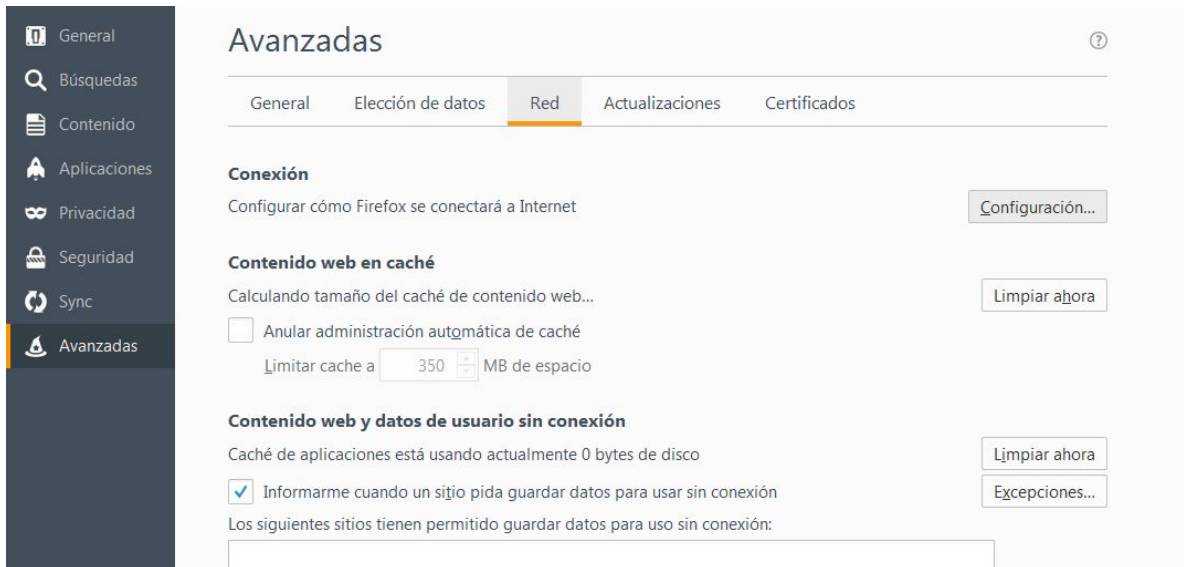 General
Búsquedas
Contenido
Aplicaciones
Privacidad
Seguridad
Sync
Avanzadas
Avanzadas
General Elección de datos Red Actualizaciones Certificados
Conexión
Configurar cómo Firefox se conectará a Internet Configuración...
Contenido web en caché
Calculando tamaño del caché de contenido web... Limpiar ahora
Anular administración automática de caché
Limitar cache a 350 MB de espacio
Contenido web y datos de usuario sin conexión
Caché de aplicaciones está usando actualmente 0 bytes de disco Limpiar ahora
Informarme cuando un sitio pida guardar datos para usar sin conexión Excepciones...
Los siguientes sitios tienen permitido guardar datos para uso sin conexión: